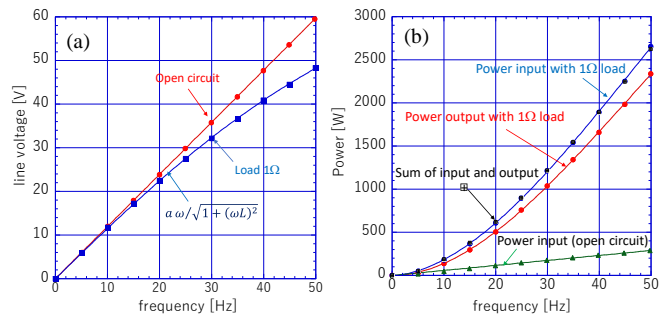 (a)
line voltage [V]
60
50
40
30
20
10
0
Open circuit
Load 1Ω
a ω/√1 + (ωL)²
0 10 20 30 40 50
frequency [Hz]
(b)
Power [W]
3000
2500
2000
1500
1000
500
0
Power input with 1Ω load
Power output with 1Ω load
Sum of input and output
Power input (open circuit)
0 10 20 30 40 50
frequency [Hz]